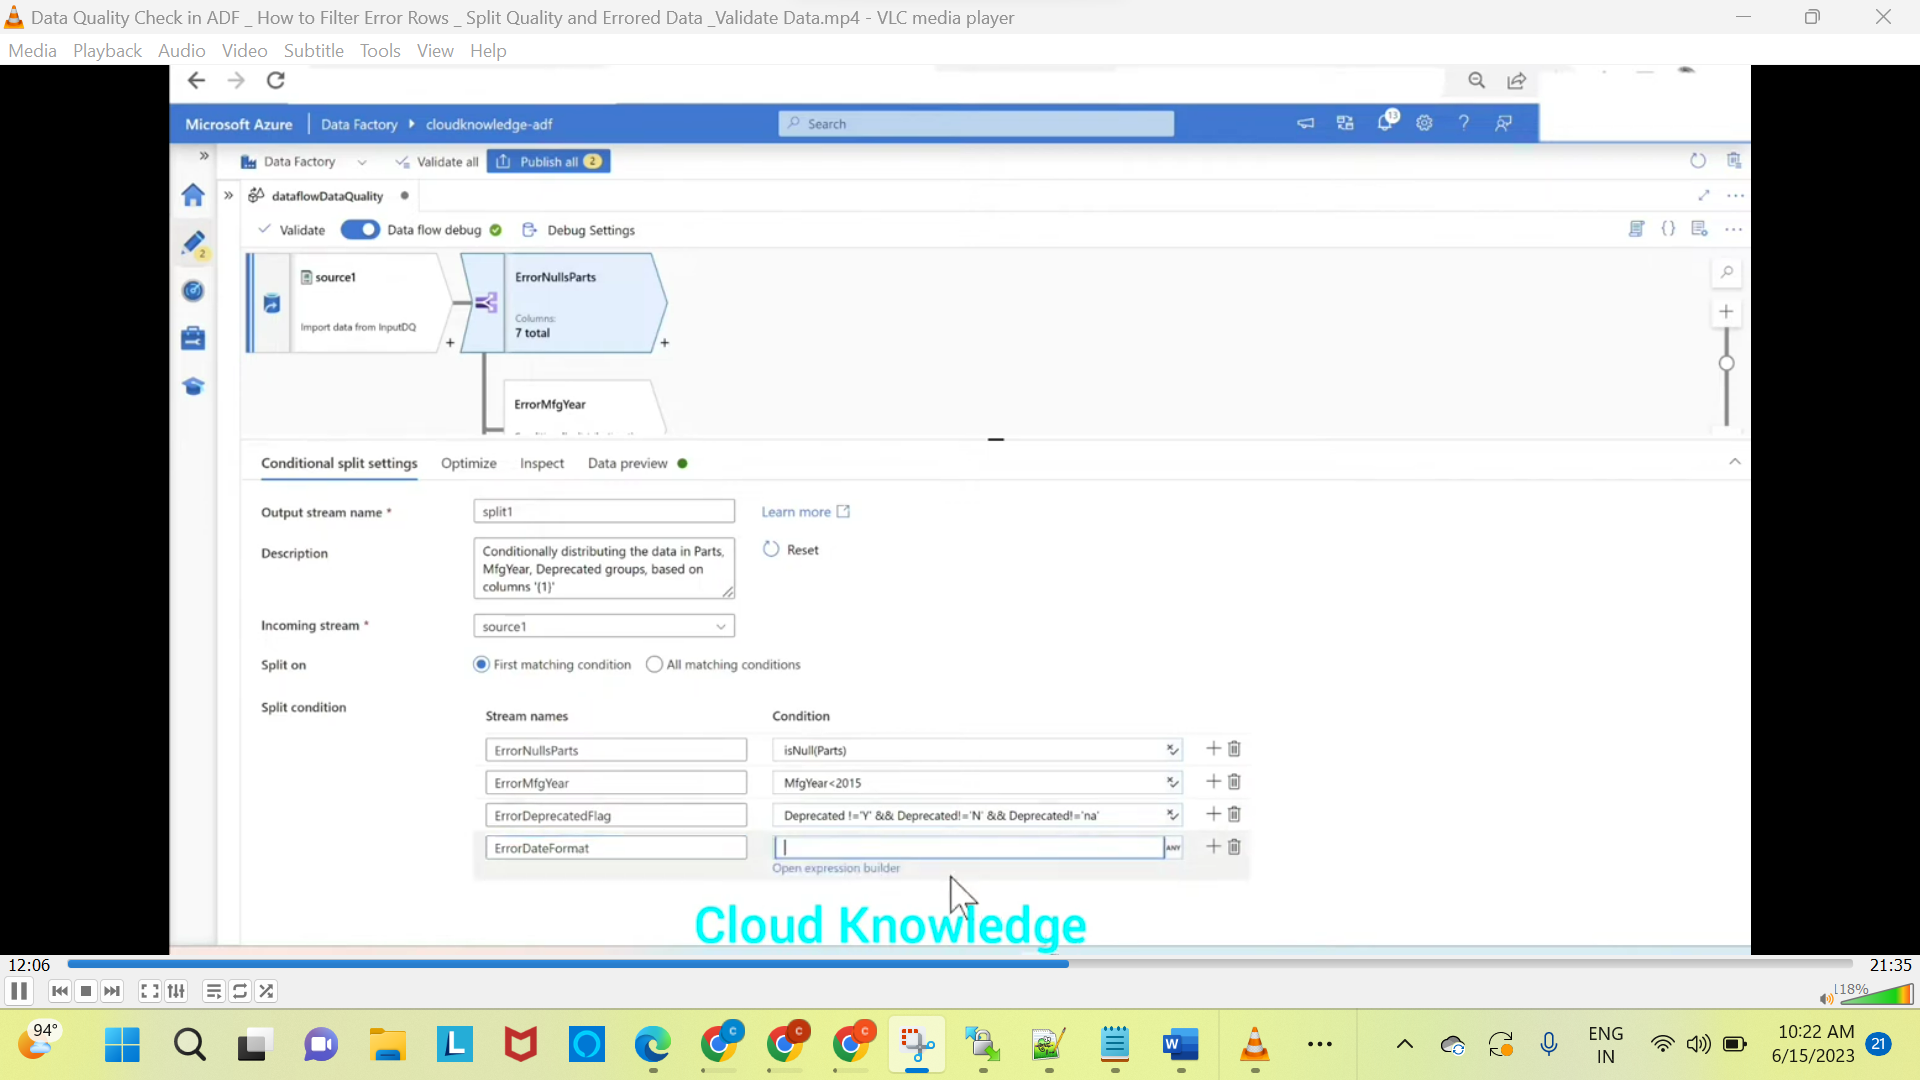 Data Quality Check in ADF _ How to Filter Error Rows _ Split Quality and Errored Data _Validate Data.mp4 - VLC media player
Media Playback Audio Video Subtitle Tools View Help
Microsoft Azure Data Factory cloudknowledge-adf Search 13
Data Factory Validate all Publish all 2
dataflowDataQuality
Validate Data flow debug Debug Settings
2
source1
Import data from InputDQ
ErrorNullsParts
Columns:
7 total
ErrorMfgYear
Conditional split settings Optimize Inspect Data preview
Output stream name * split1 Learn more
Description Conditionally distributing the data in Parts,
MfgYear, Deprecated groups, based on
columns '{1}'
Reset
Incoming stream * source1
Split on First matching condition All matching conditions
Split condition
Stream names Condition
ErrorNullsParts isNull(Parts)
ErrorMfgYear MfgYear<2015
ErrorDeprecatedFlag Deprecated !='Y' && Deprecated!='N' && Deprecated!='na'
ErrorDateFormat ANY
Open expression builder
Cloud Knowledge
12:06 21:35
118%
94°
L C C C W
ENG
IN
10:22 AM
6/15/2023
21